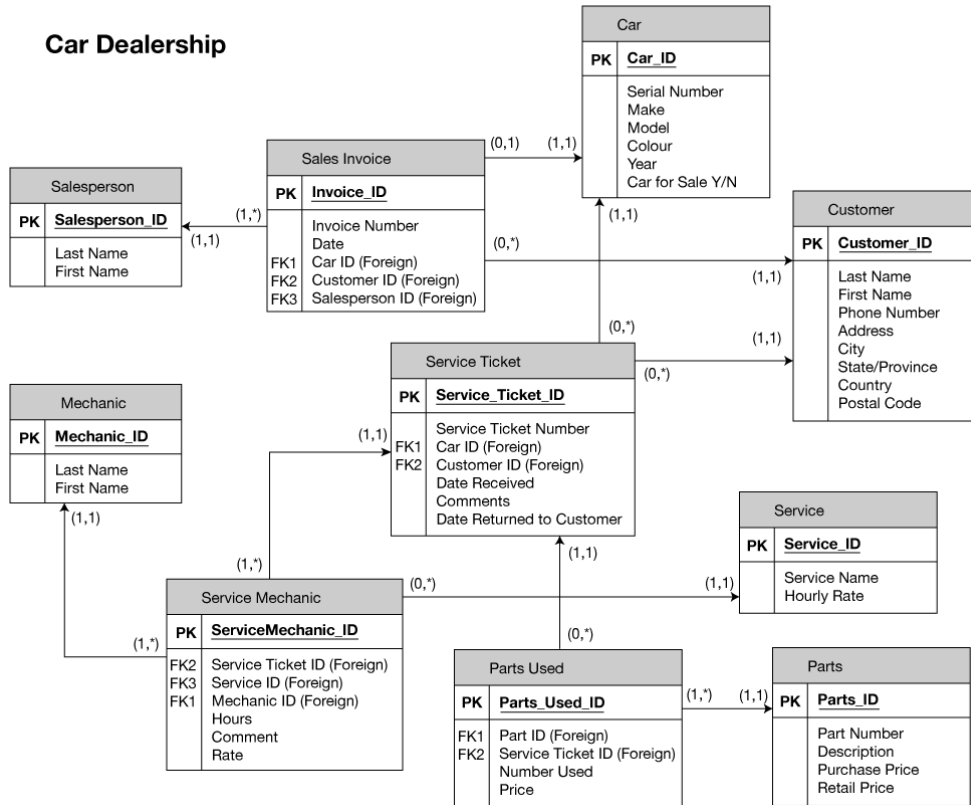 Car Dealership
Car
PK Car_ID
Serial Number
Make
Model
Colour
Year
Car for Sale Y/N
(0,1) (1,1)
Sales Invoice
PK Invoice_ID
Invoice Number
Date
FK1 Car ID (Foreign)
FK2 Customer ID (Foreign)
FK3 Salesperson ID (Foreign)
Salesperson
PK Salesperson_ID
Last Name
First Name
(1,*)
(1,1)
(1,1)
(0,*)
(1,1)
Customer
PK Customer_ID
Last Name
First Name
Phone Number
Address
City
State/Province
Country
Postal Code
(0,*)
(1,1)
(0,*)
Service Ticket
PK Service_Ticket_ID
Service Ticket Number
FK1 Car ID (Foreign)
FK2 Customer ID (Foreign)
Date Received
Comments
Date Returned to Customer
Mechanic
PK Mechanic_ID
Last Name
First Name
(1,1)
(1,1)
(1,1)
Service
PK Service_ID
Service Name
Hourly Rate
(1,*)
(0,*)
(1,1)
Service Mechanic
PK ServiceMechanic_ID
FK2 Service Ticket ID (Foreign)
FK3 Service ID (Foreign)
FK1 Mechanic ID (Foreign)
Hours
Comment
Rate
(1,*)
(0,*)
Parts Used
PK Parts_Used_ID
FK1 Part ID (Foreign)
FK2 Service Ticket ID (Foreign)
Number Used
Price
(1,*) (1,1)
Parts
PK Parts_ID
Part Number
Description
Purchase Price
Retail Price